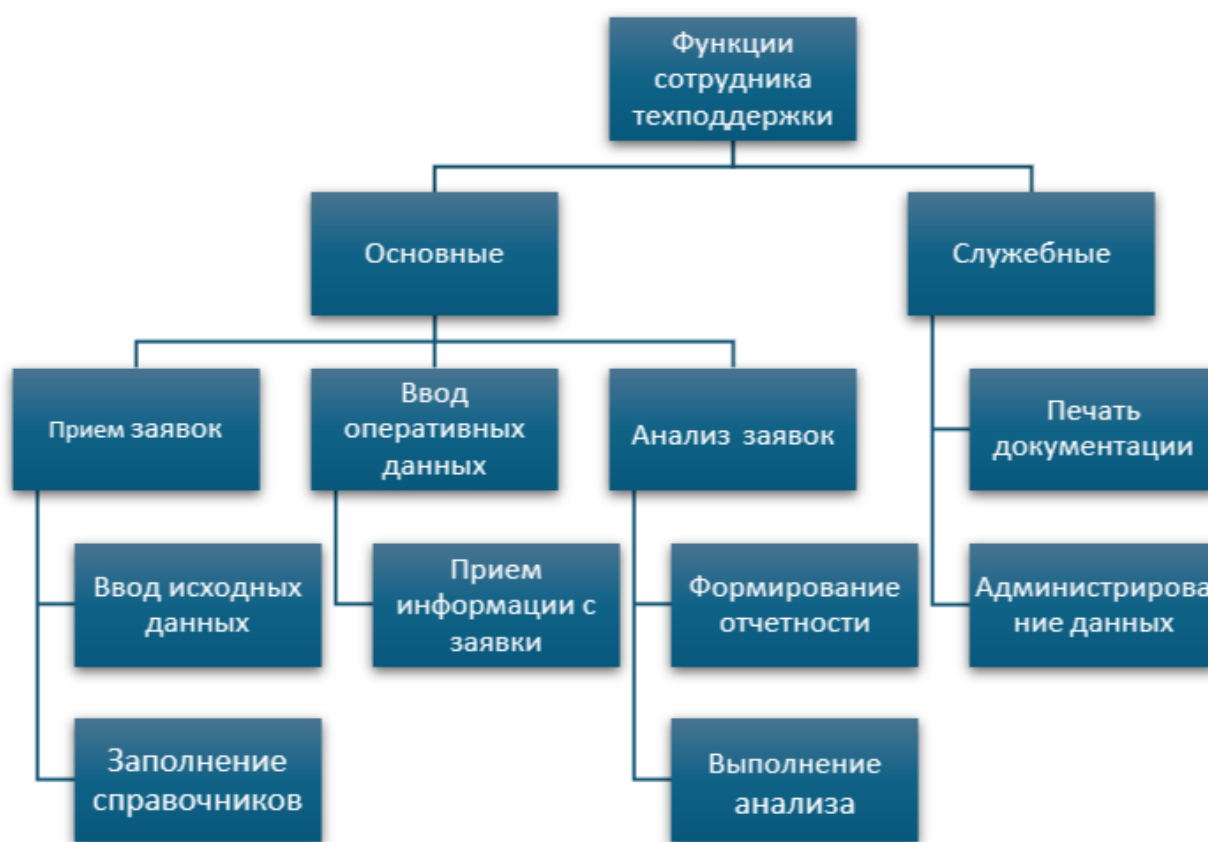 Функции
сотрудника
техподдержки
Основные
Служебные
Прием заявок
Ввод
оперативных
данных
Анализ заявок
Печать
документации
Ввод исходных
данных
Прием
информации с
заявки
Формирование
отчетности
Администрирова
ние данных
Заполнение
справочников
Выполнение
анализа